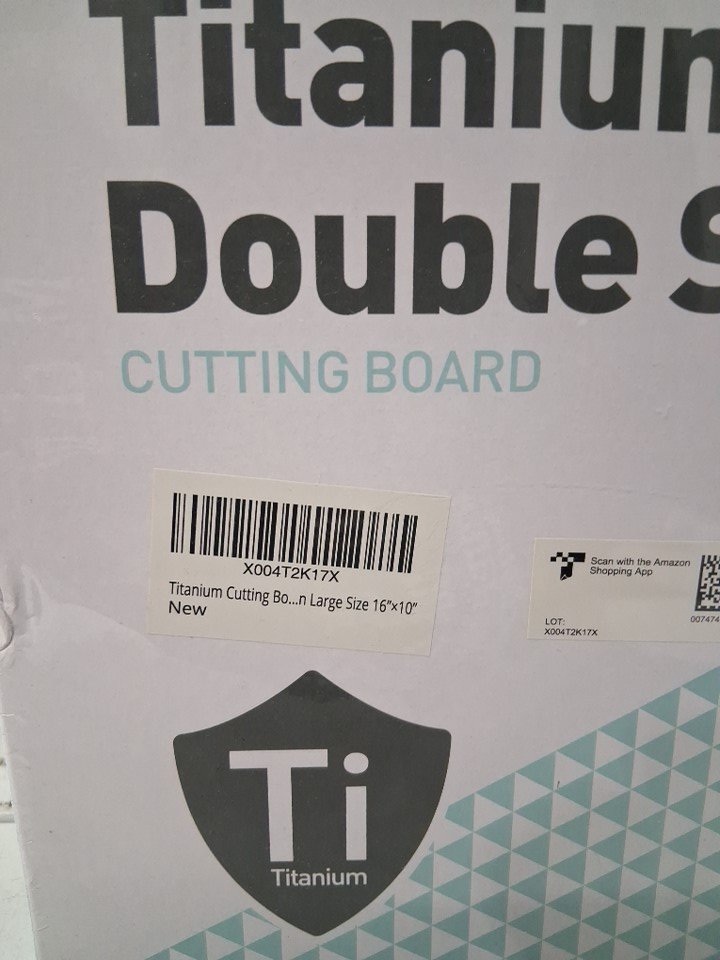 Titaniu
Double S
CUTTING BOARD
X004T2K17X
Titanium Cutting Bo...n Large Size 16"×10"
New
Scan with the Amazon
Shopping App
LOT:
X004T2K17X
007474
Ti
Titanium